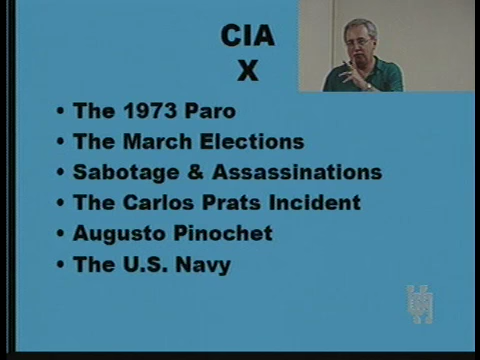 CIA
X
• The 1973 Paro
• The March Elections
• Sabotage & Assassinations
• The Carlos Prats Incident
• Augusto Pinochet
• The U.S. Navy